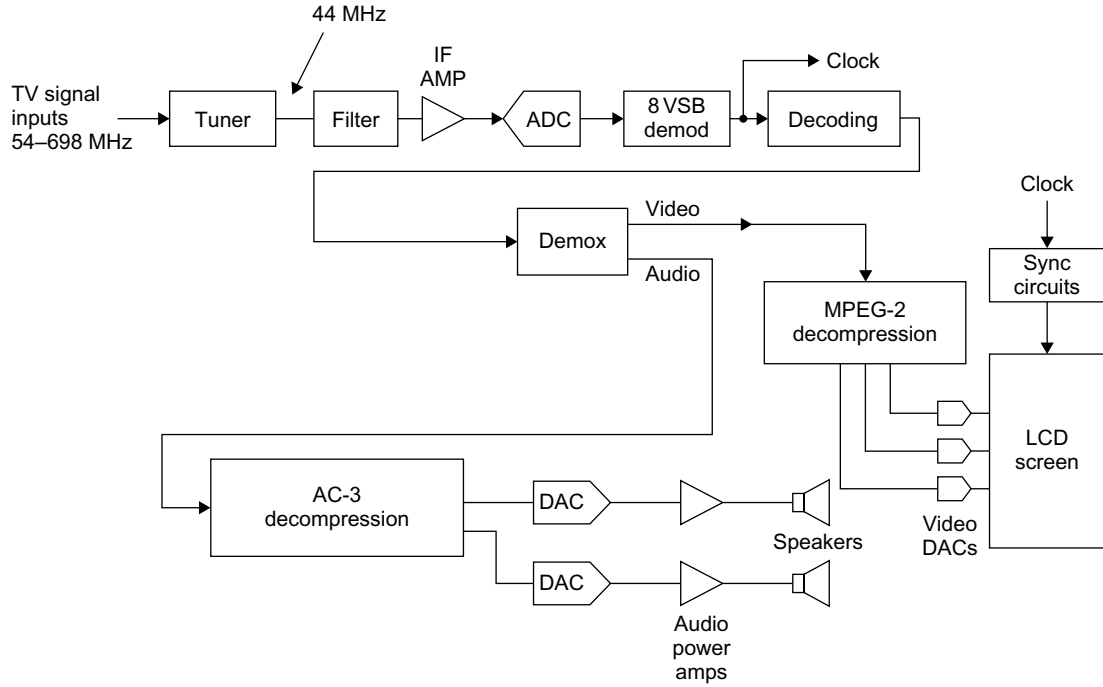 44 MHz
IF
AMP
TV signal
inputs
54–698 MHz
Tuner
Filter
ADC
8 VSB
demod
Clock
Decoding
Demox
Video
Audio
Clock
Sync
circuits
MPEG-2
decompression
LCD
screen
Video
DACs
AC-3
decompression
DAC
Speakers
DAC
Audio
power
amps